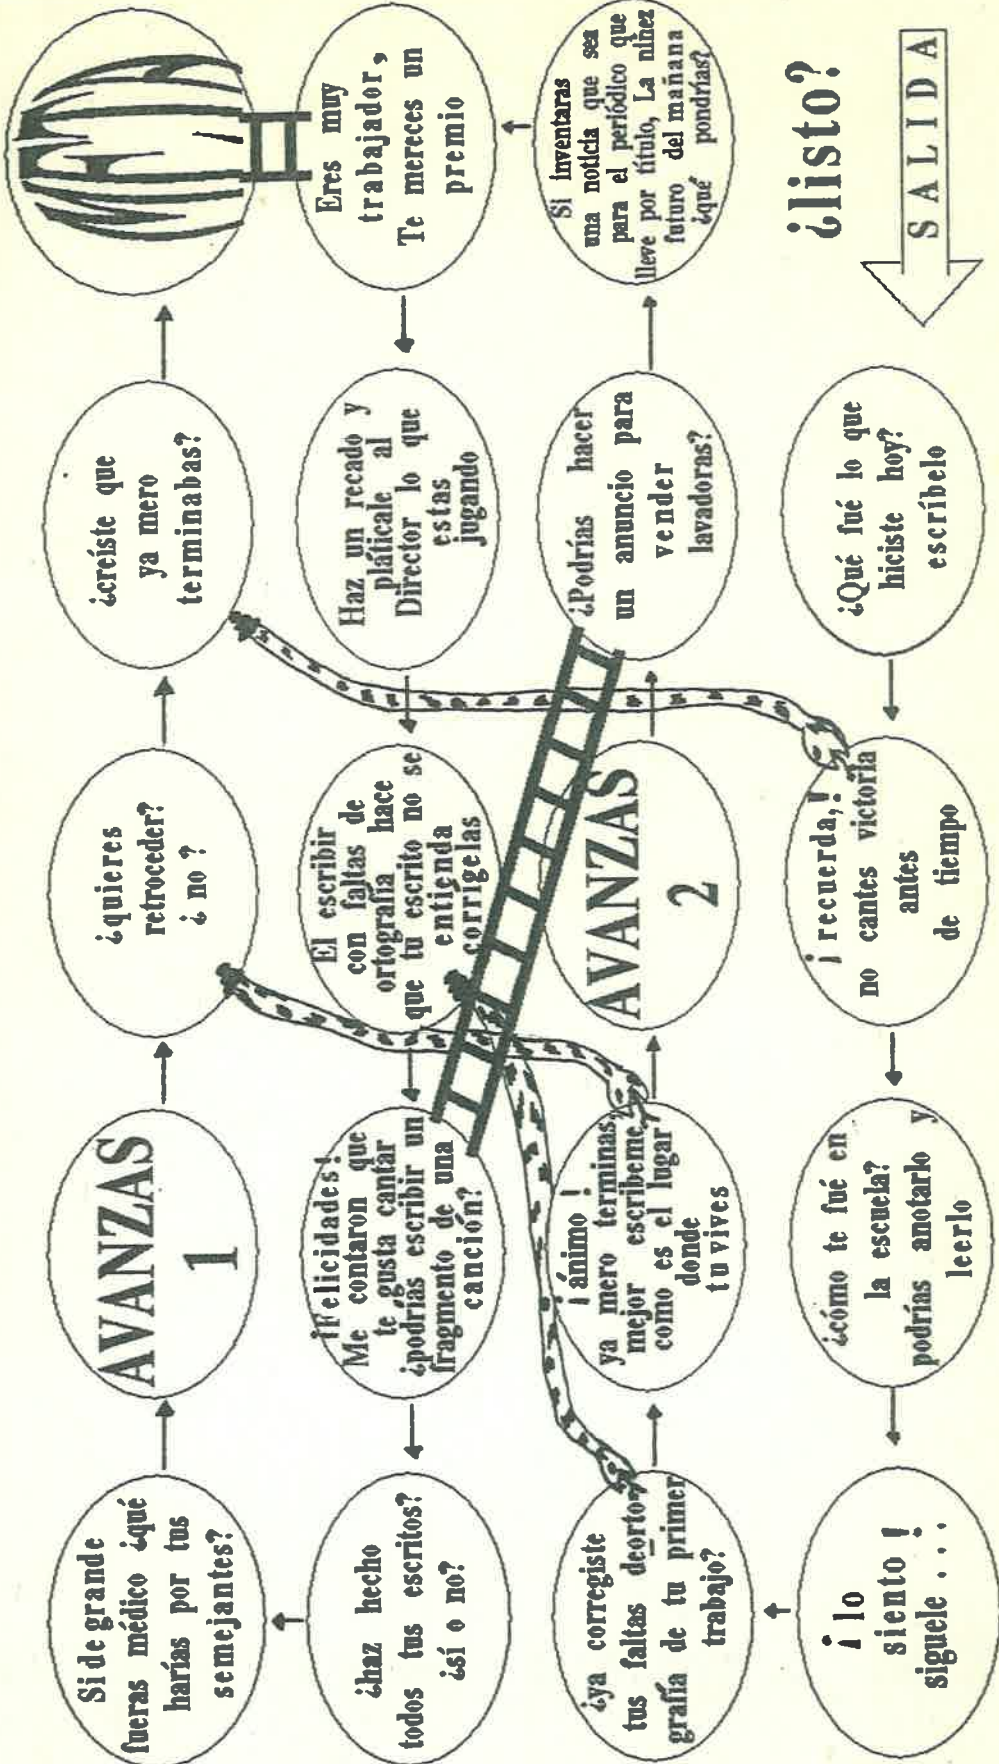 ¿listo?
SALIDA
¿Qué fué lo que
hiciste hoy?
escríbelo
¡ recuerda, !
no cantes victoria
antes
de tiempo
¿cómo te fué en
la escuela?
podrías anotarlo y
leerlo
¡ lo
siento !
siguele . . .
¿ya corregiste
tus faltas deorto-
grafía de tu primer
trabajo?
¡ ánimo !
ya mero terminas,
mejor escribeme
como es el lugar
donde
tu vives
AVANZAS
2
¿Podrías hacer
un anuncio para
vender
lavadoras?
Si inventaras
una noticia que sea
para el periódico que
lleve por título, La niñez
futuro del mañana
¿qué pondrías?
Eres muy
trabajador,
Te mereces un
premio
Haz un recado y
pláticale al
Director lo que
estas
jugando
El escribir
con faltas de
ortografía hace
que tu escrito no se
entienda
corrigelas
¡Felicidades!
Me contaron que
te gusta cantar
¿podrías escribir un
fragmento de una
canción?
¿haz hecho
todos tus escritos?
¿sí o no?
Si de grande
fueras médico ¿qué
harías por tus
semejantes?
AVANZAS
1
¿quieres
retroceder?
¿ no ?
¿creíste que
ya mero
terminabas?